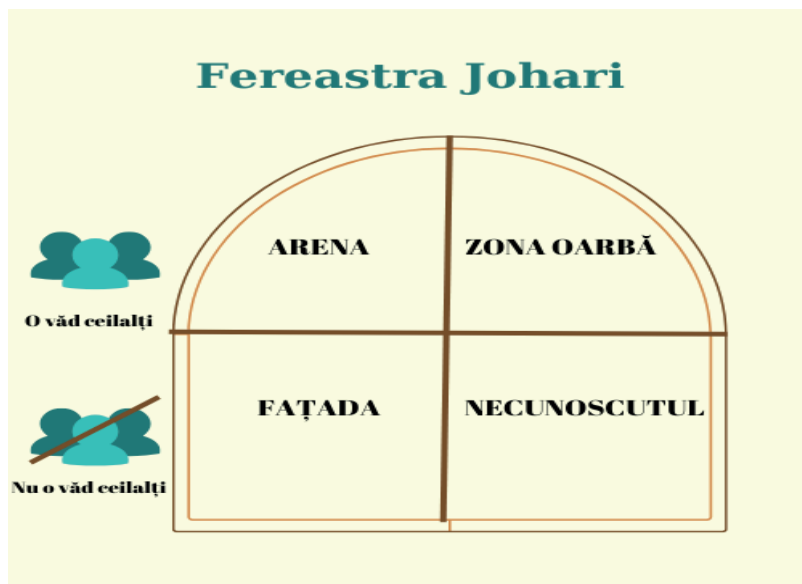 Fereastra Johari
ARENA
ZONA OARBĂ
O văd ceilalți
FAȚADA
NECUNOSCUTUL
Nu o văd ceilalți